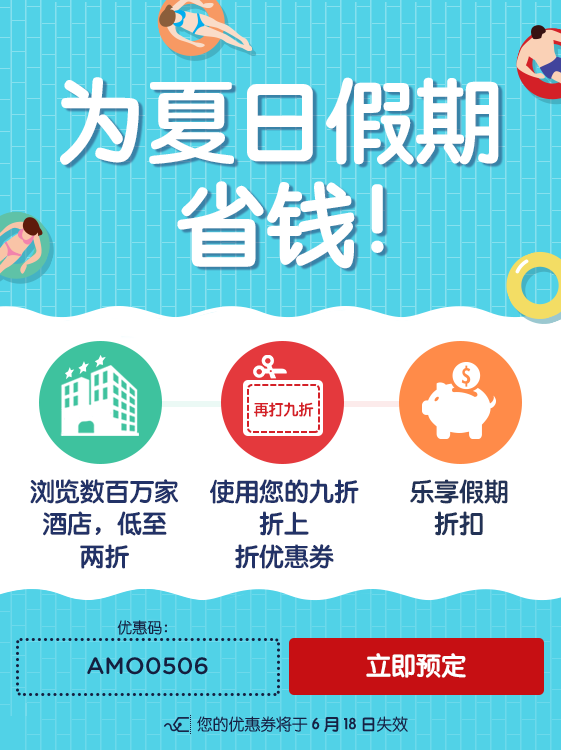 为夏日假期
省钱!
$
再打九折
浏览数百万家
酒店，低至
两折
使用您的九折
折上
折优惠券
乐享假期
折扣
优惠码：
AMO0506
立即预定
您的优惠券将于 6 月 18 日失效